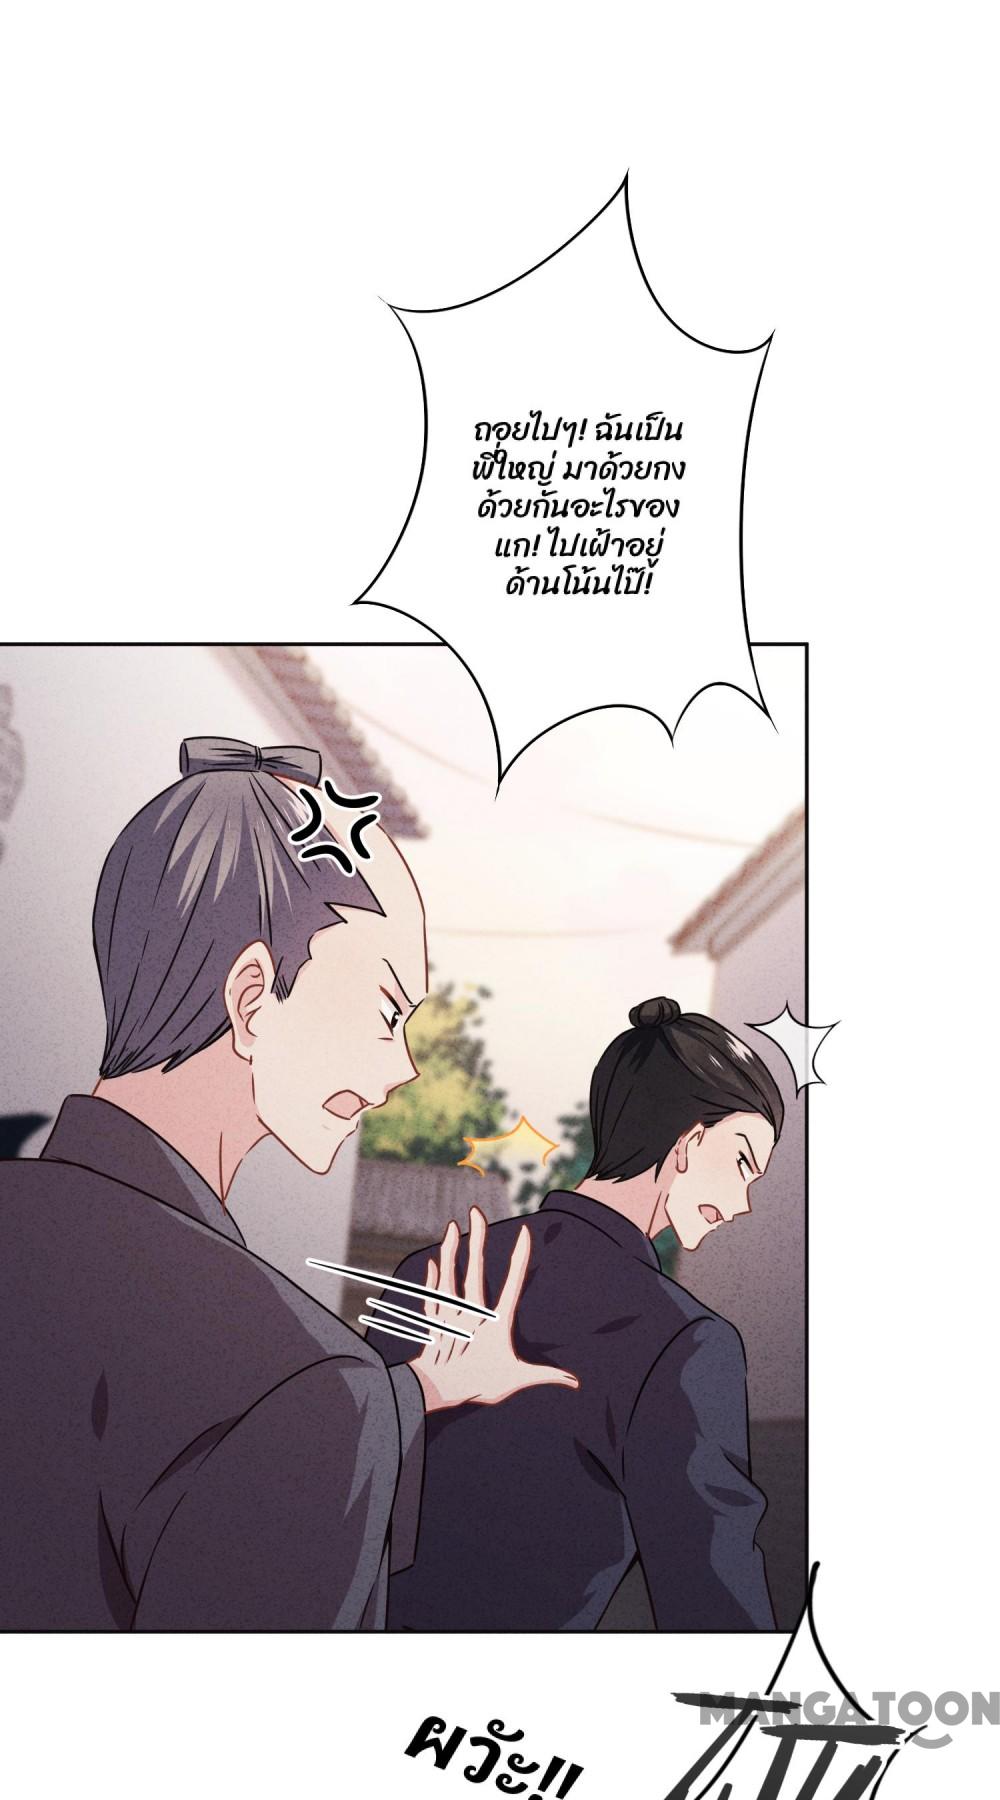 ถอยไปๆ! ฉันเป็น
พี่ใหญ่ มาด้วยกง
ด้วยกันอะไรของ
แก! ไปเฝ้าอยู่
ด้านโน้นไป๊!
MANGATOON
ผวัะ!!